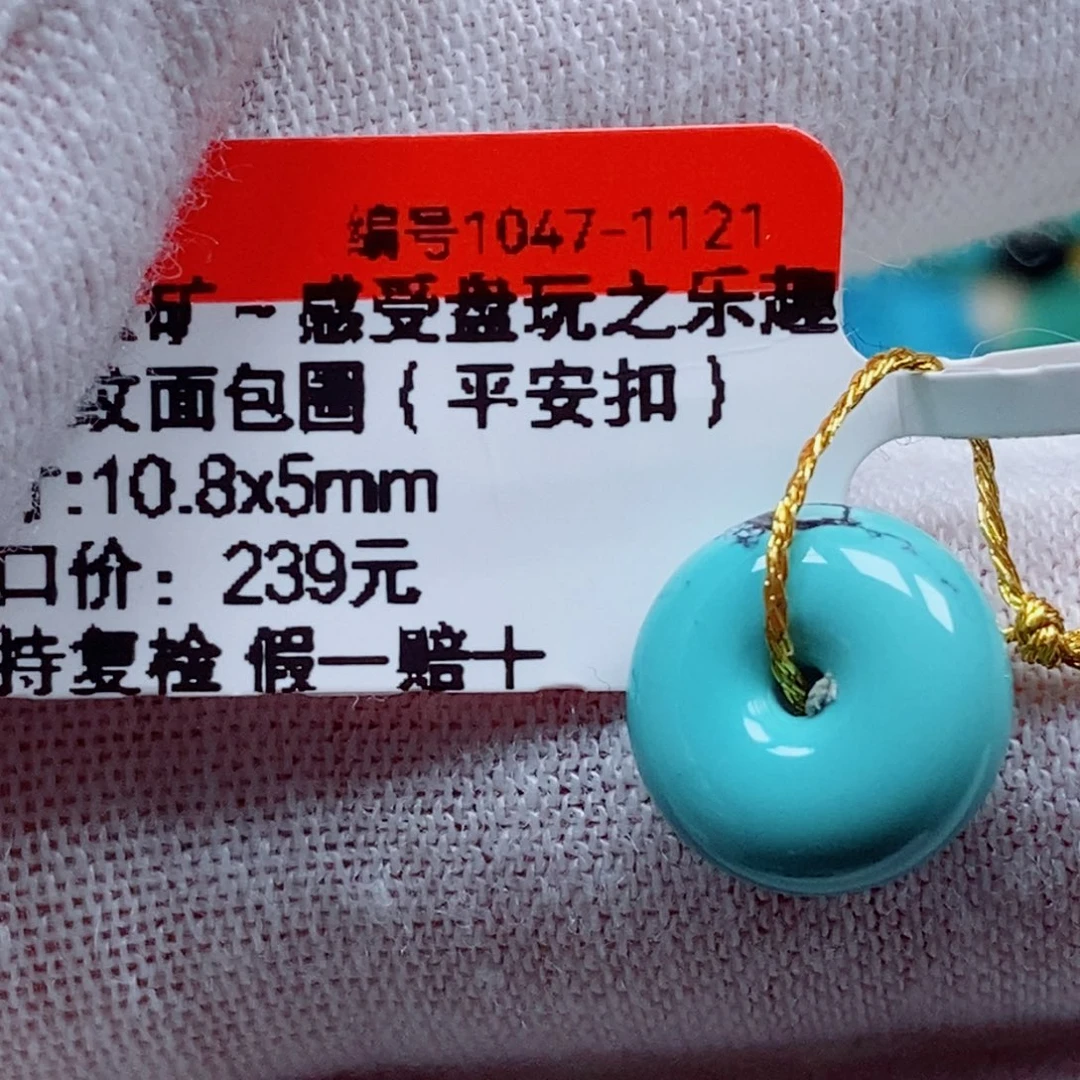 编号1047-1121
矿-感受盘玩之乐趣
纹面包圈(平安扣)
:10.8x5mm
口价：239元
持复检 假一赔十